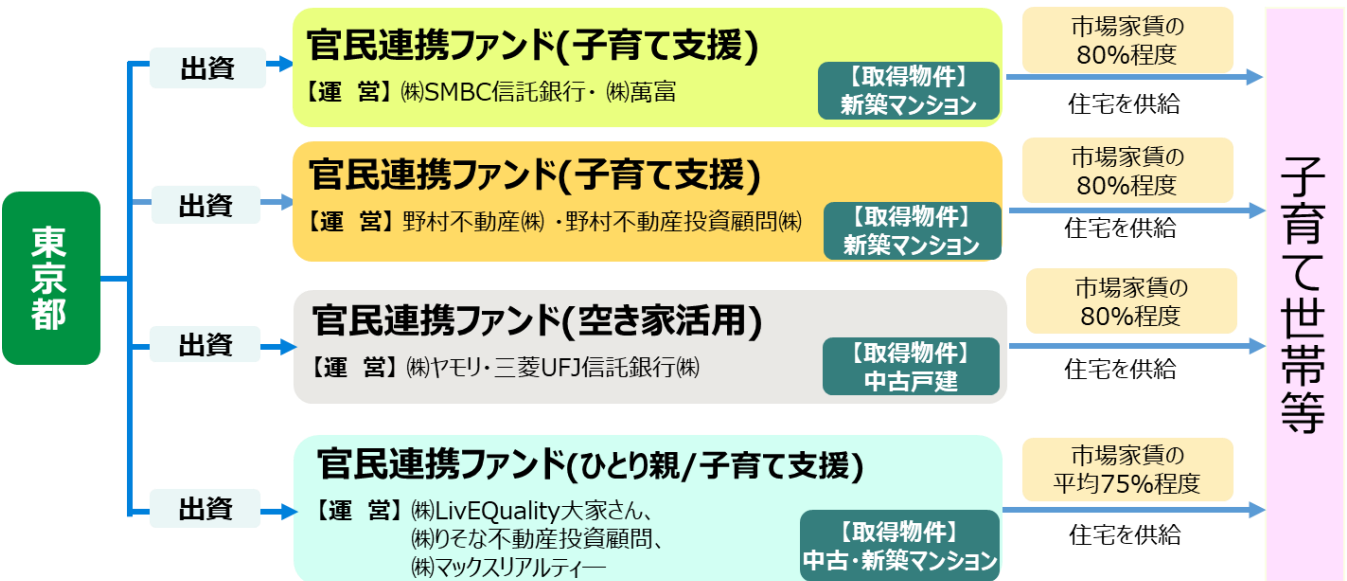 東京都
出資
官民連携ファンド(子育て支援)
【運 営】㈱SMBC信託銀行・ ㈱萬富
【取得物件】
新築マンション
市場家賃の
80%程度
住宅を供給
出資
官民連携ファンド(子育て支援)
【運 営】野村不動産㈱ ・野村不動産投資顧問㈱
【取得物件】
新築マンション
市場家賃の
80%程度
住宅を供給
出資
官民連携ファンド(空き家活用)
【運 営】㈱ヤモリ・三菱UFJ信託銀行㈱
【取得物件】
中古戸建
市場家賃の
80%程度
住宅を供給
出資
官民連携ファンド(ひとり親/子育て支援)
【運 営】㈱LivEQuality大家さん、
㈱りそな不動産投資顧問、
㈱マックスリアルティー
【取得物件】
中古・新築マンション
市場家賃の
平均75%程度
住宅を供給
子育て世帯等